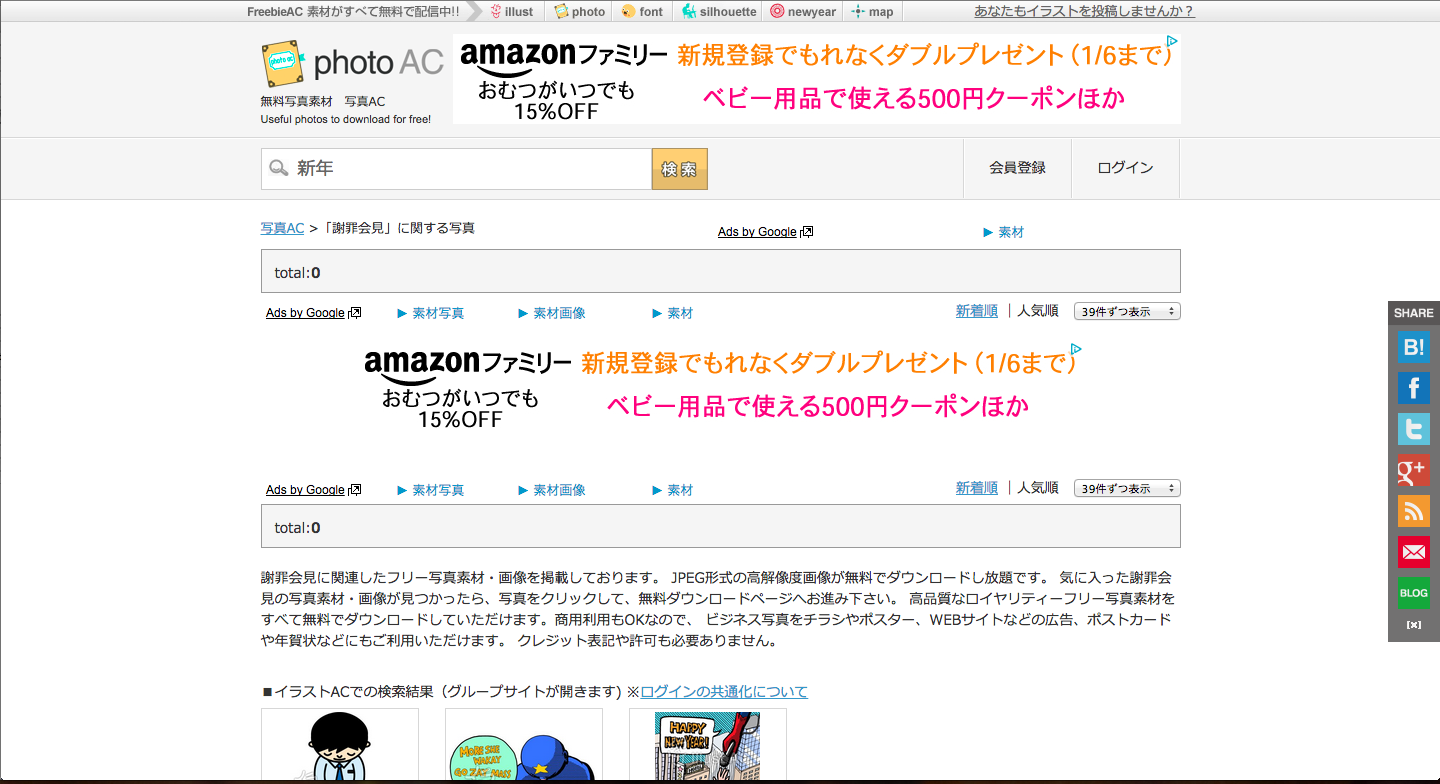 FreebieAC 素材がすべて無料で配信中!! illust photo font silhouette newyear map あなたもイラストを投稿しませんか？
photo ac
photo AC
無料写真素材 写真AC
Useful photos to download for free!
amazonファミリー 新規登録でもれなくダブルプレゼント（1/6まで）
おむつがいつでも
15%OFF
ベビー用品で使える500円クーポンほか
新年 検索 会員登録 ログイン
写真AC >「謝罪会見」に関する写真
Ads by Google ▶ 素材
total:0
Ads by Google ▶ 素材写真 ▶ 素材画像 ▶ 素材 新着順 | 人気順 39件ずつ表示
amazonファミリー 新規登録でもれなくダブルプレゼント（1/6まで）
おむつがいつでも
15%OFF
ベビー用品で使える500円クーポンほか
Ads by Google ▶ 素材写真 ▶ 素材画像 ▶ 素材 新着順 | 人気順 39件ずつ表示
total:0
謝罪会見に関連したフリー写真素材・画像を掲載しております。 JPEG形式の高解像度画像が無料でダウンロードし放題です。 気に入った謝罪会
見の写真素材・画像が見つかったら、写真をクリックして、無料ダウンロードページへお進み下さい。 高品質なロイヤリティーフリー写真素材を
すべて無料でダウンロードしていただけます。商用利用もOKなので、 ビジネス写真をチラシやポスター、WEBサイトなどの広告、ポストカード
や年賀状などにもご利用いただけます。 クレジット表記や許可も必要ありません。
■イラストACでの検索結果（グループサイトが開きます) ※ログインの共通化について
MORE SHE
WAKAY
GO ZAI MASS
HAPPY
NEW YEAR!
SHARE
B!
f
t
g+
BLOG
[×]